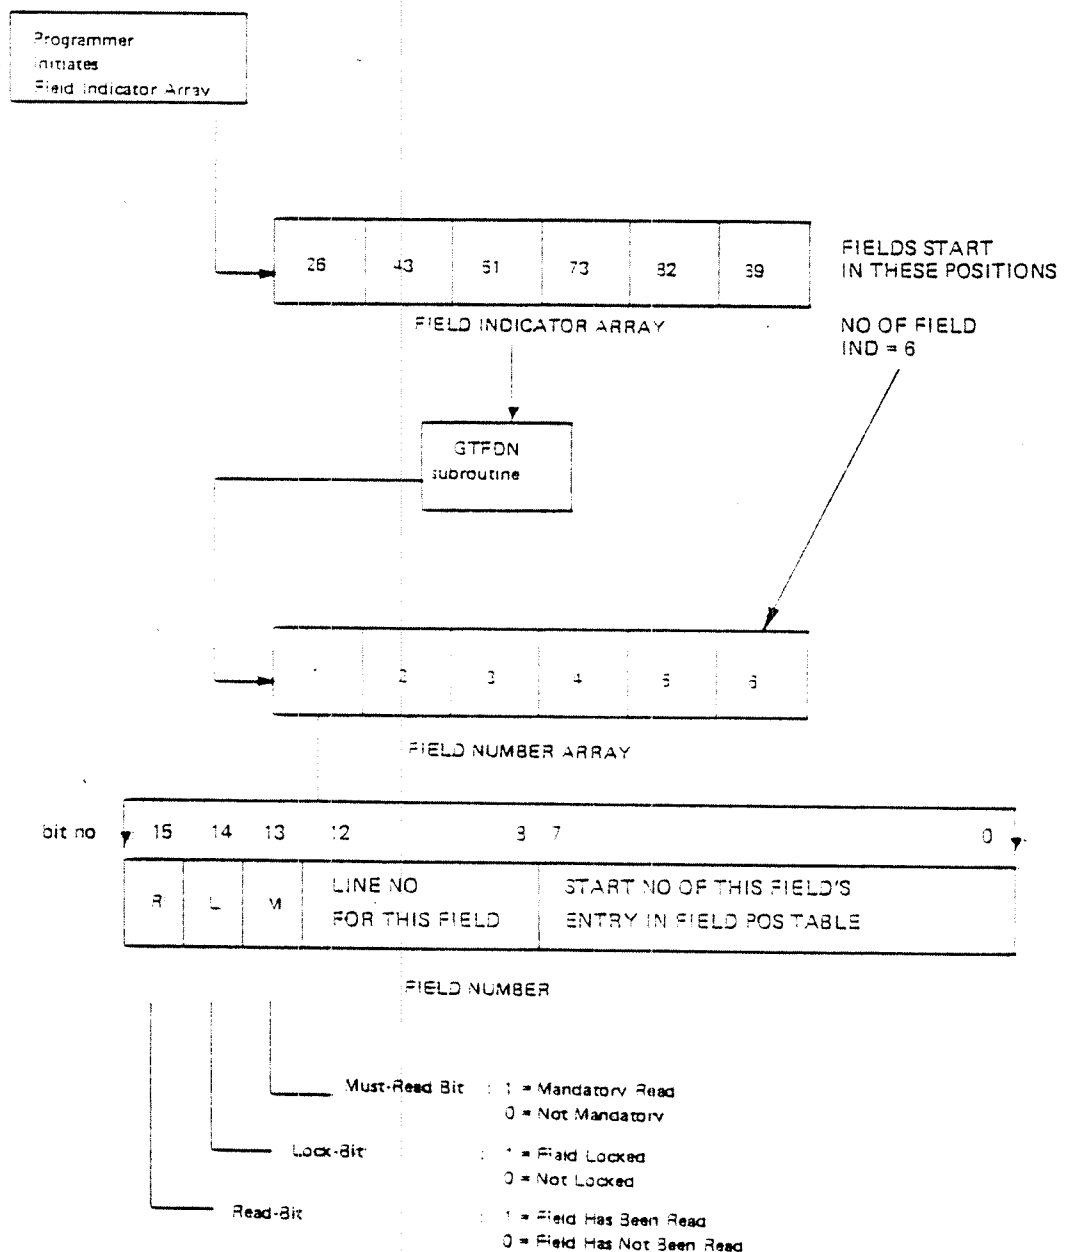 Programmer
Initiates
Field Indicator Array
26 43 51 73 82 89
FIELDS START
IN THESE POSITIONS
FIELD INDICATOR ARRAY
NO OF FIELD
IND = 6
GTFDN
subroutine
1 2 3 4 5 6
FIELD NUMBER ARRAY
bit no 15 14 13 12 8 7 0
R L M
LINE NO
FOR THIS FIELD
START NO OF THIS FIELD'S
ENTRY IN FIELD POS TABLE
FIELD NUMBER
Must-Read Bit : 1 = Mandatory Read
0 = Not Mandatory
Lock-Bit : 1 = Field Locked
0 = Not Locked
Read-Bit : 1 = Field Has Been Read
0 = Field Has Not Been Read